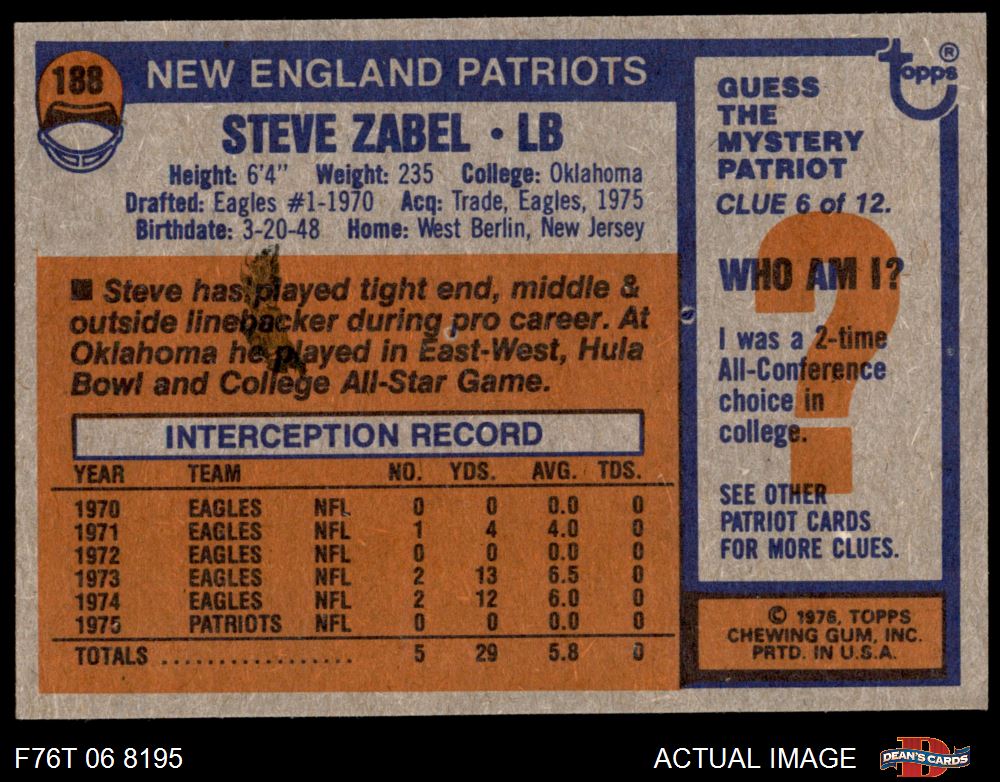 188
NEW ENGLAND PATRIOTS
STEVE ZABEL • LB
Height: 6'4" Weight: 235 College: Oklahoma
Drafted: Eagles #1-1970 Acq: Trade, Eagles, 1975
Birthdate: 3-20-48 Home: West Berlin, New Jersey
■ Steve has played tight end, middle &
outside linebacker during pro career. At
Oklahoma he played in East-West, Hula
Bowl and College All-Star Game.
INTERCEPTION RECORD
YEAR TEAM NO. YDS. AVG. TDS.
1970 EAGLES NFL 0 0 0.0 0
1971 EAGLES NFL 1 4 4.0 0
1972 EAGLES NFL 0 0 0.0 0
1973 EAGLES NFL 2 13 6.5 0
1974 EAGLES NFL 2 12 6.0 0
1975 PATRIOTS NFL 0 0 0.0 0
TOTALS .................. 5 29 5.8 0
topps®
GUESS
THE
MYSTERY
PATRIOT
CLUE 6 of 12.
?
WHO AM I?
I was a 2-time
All-Conference
choice in
college.
SEE OTHER
PATRIOT CARDS
FOR MORE CLUES.
© 1976, TOPPS
CHEWING GUM, INC.
PRTD. IN U.S.A.
F76T 06 8195
ACTUAL IMAGE
D
DEAN'S CARDS